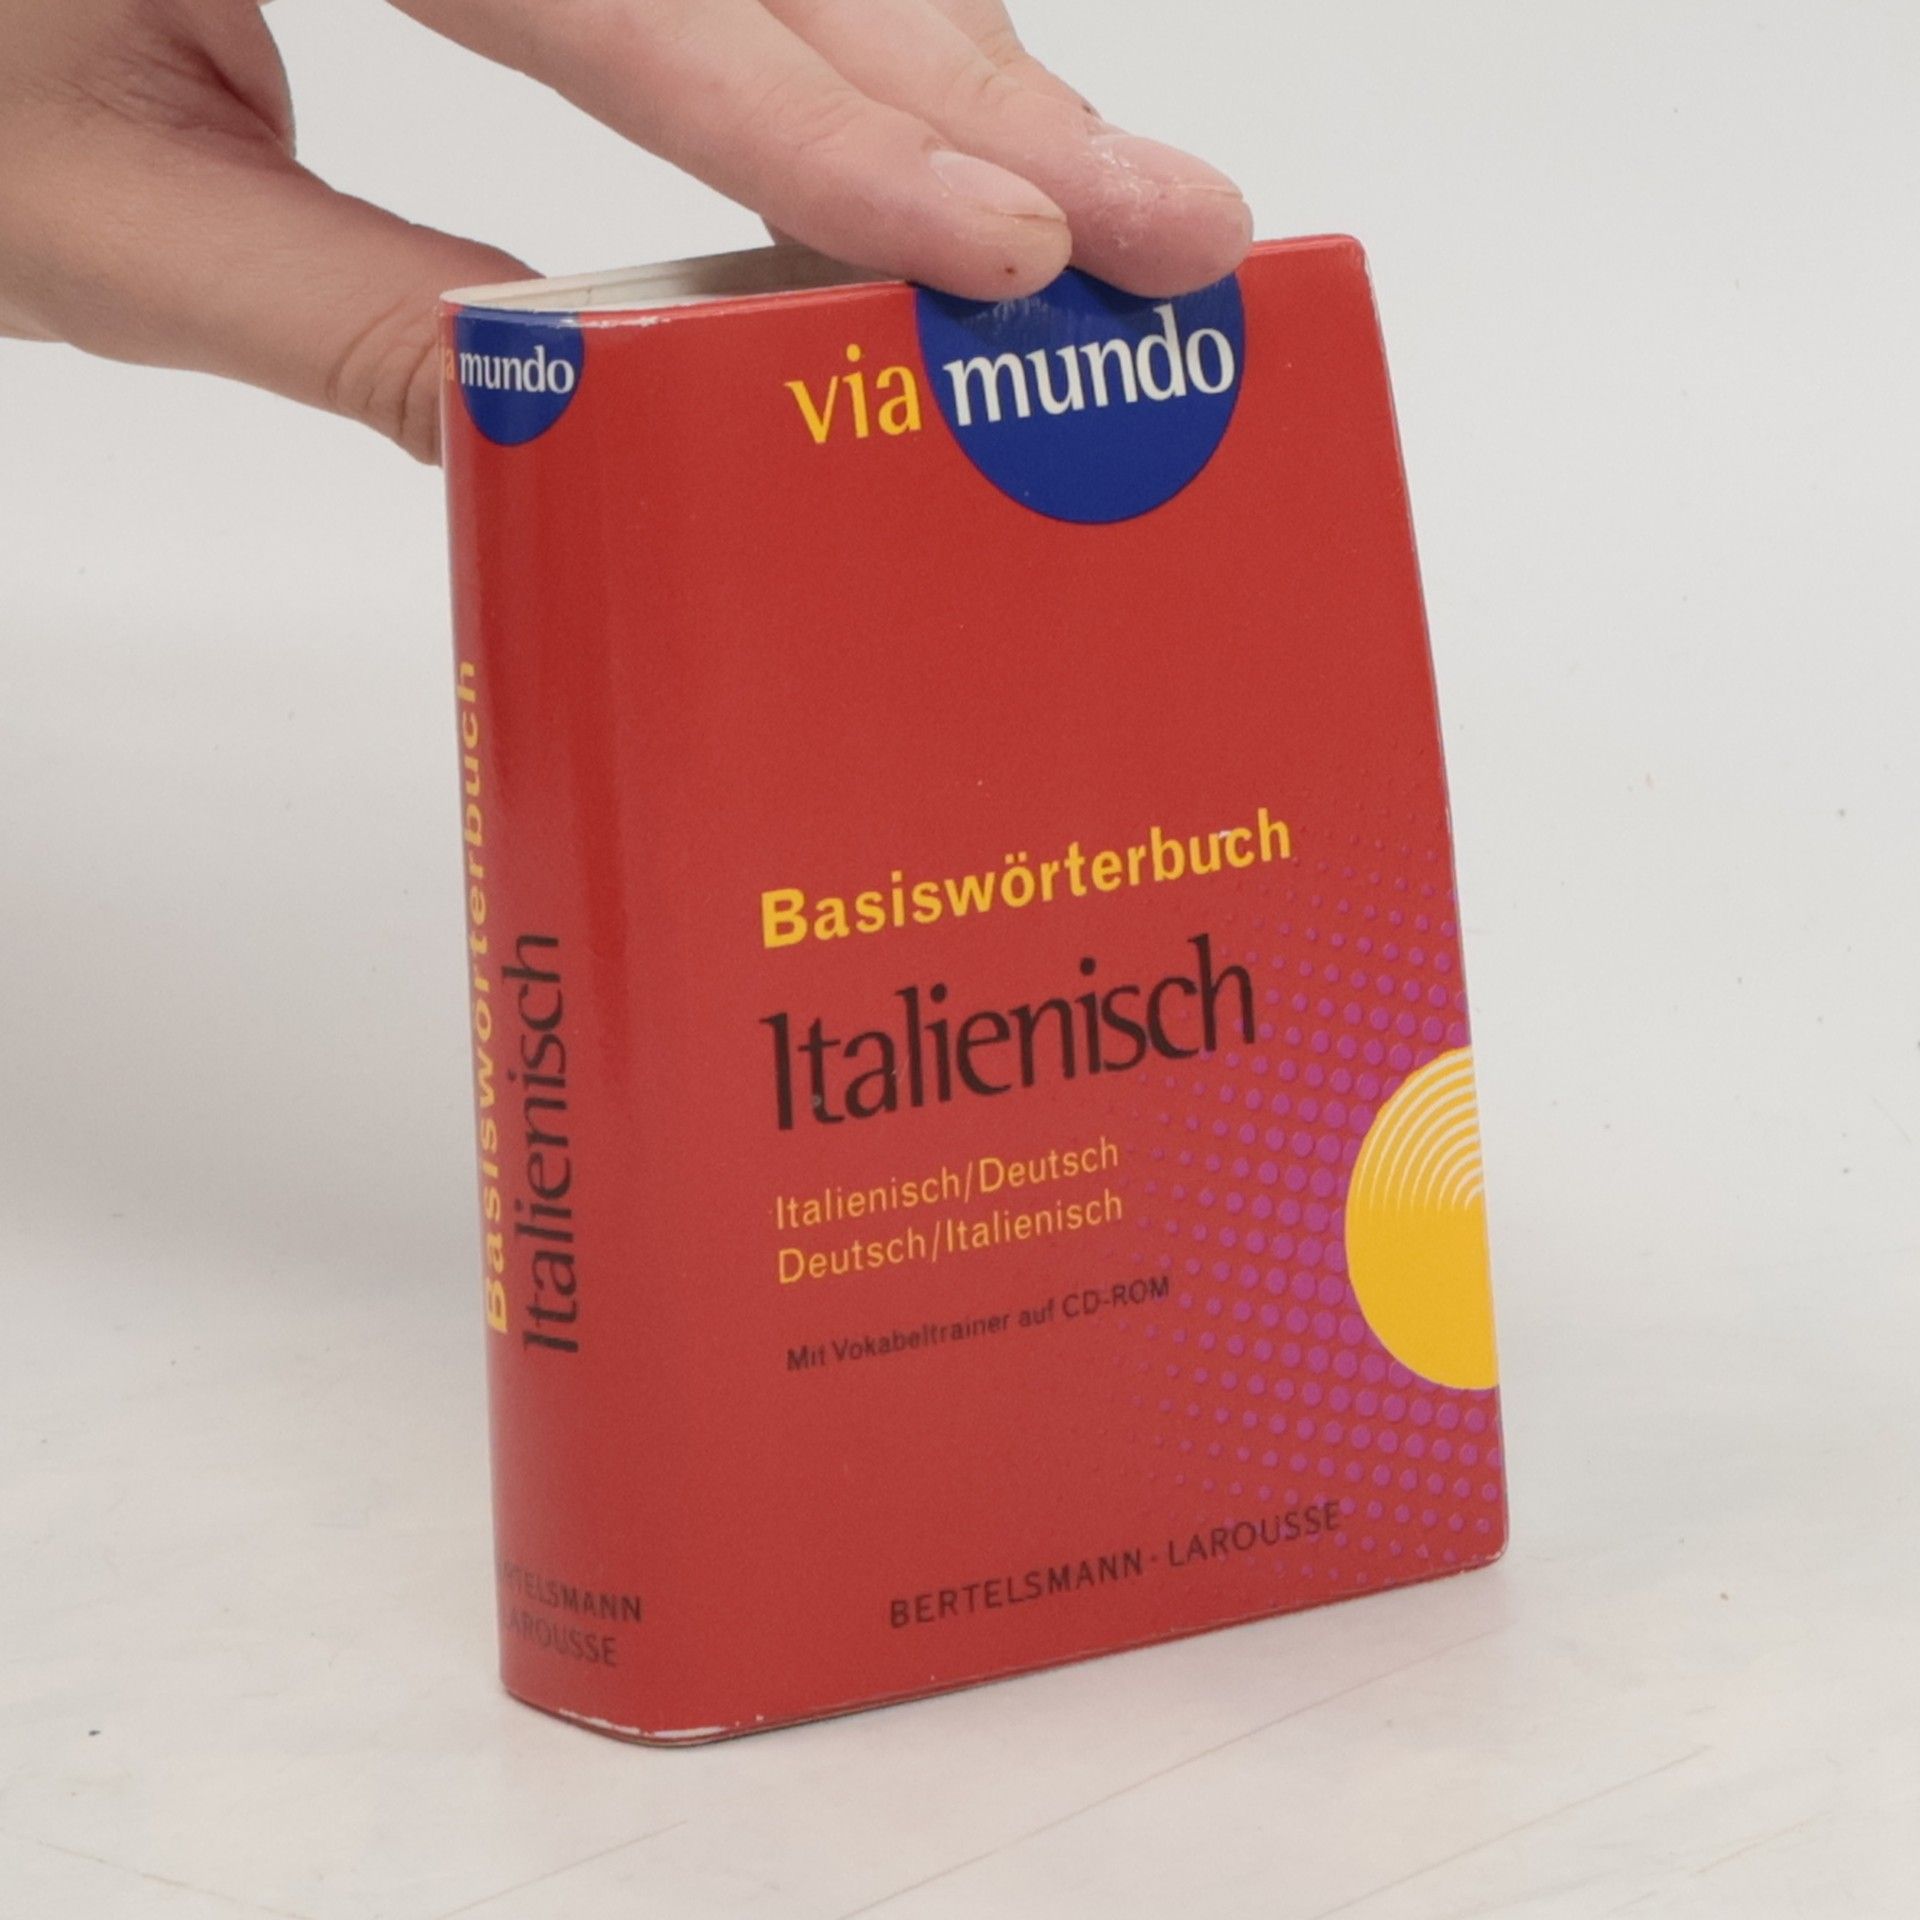 mundo
Basiswörterbuch
Italienisch
LAROUSSE
via mundo
Basiswörterbuch
Italienisch
Italienisch/Deutsch
Deutsch/Italienisch
Mit Vokabeltrainer auf CD-ROM
BERTELSMANN · LAROUSSE